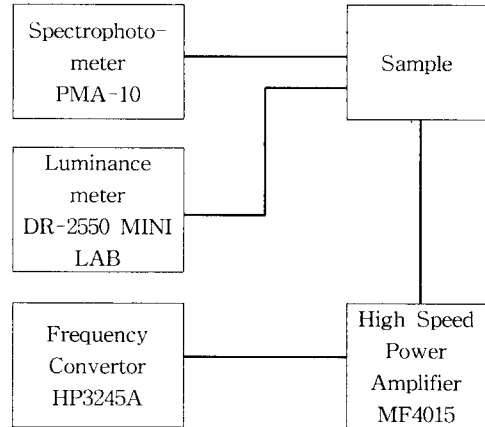 Spectrophoto-
meter
PMA-10
Sample
Luminance
meter
DR-2550 MINI
LAB
Frequency
Convertor
HP3245A
High Speed
Power
Amplifier
MF4015